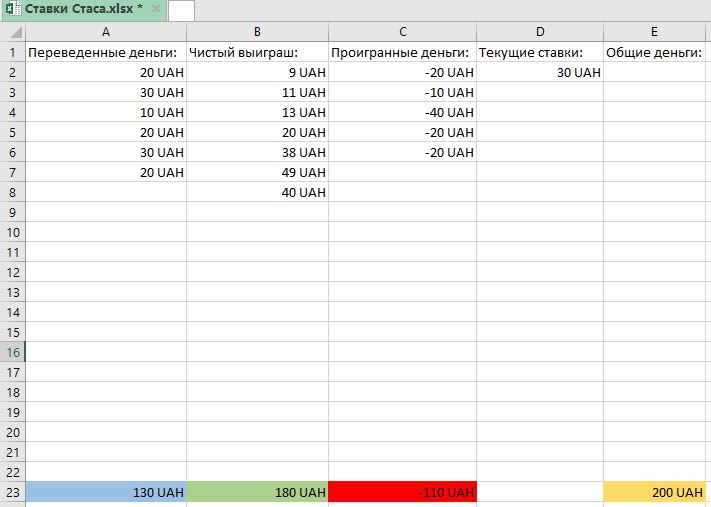 Ставки Стаса.xlsx *
A B C D E
1 Переведенные деньги: Чистый выиграш: Проигранные деньги: Текущие ставки: Общие деньги:
2 20 UAH 9 UAH -20 UAH 30 UAH
3 30 UAH 11 UAH -10 UAH
4 10 UAH 13 UAH -40 UAH
5 20 UAH 20 UAH -20 UAH
6 30 UAH 38 UAH -20 UAH
7 20 UAH 49 UAH
8 40 UAH
9
10
11
12
13
14
15
16
17
18
19
20
21
22
23 130 UAH 180 UAH -110 UAH 200 UAH